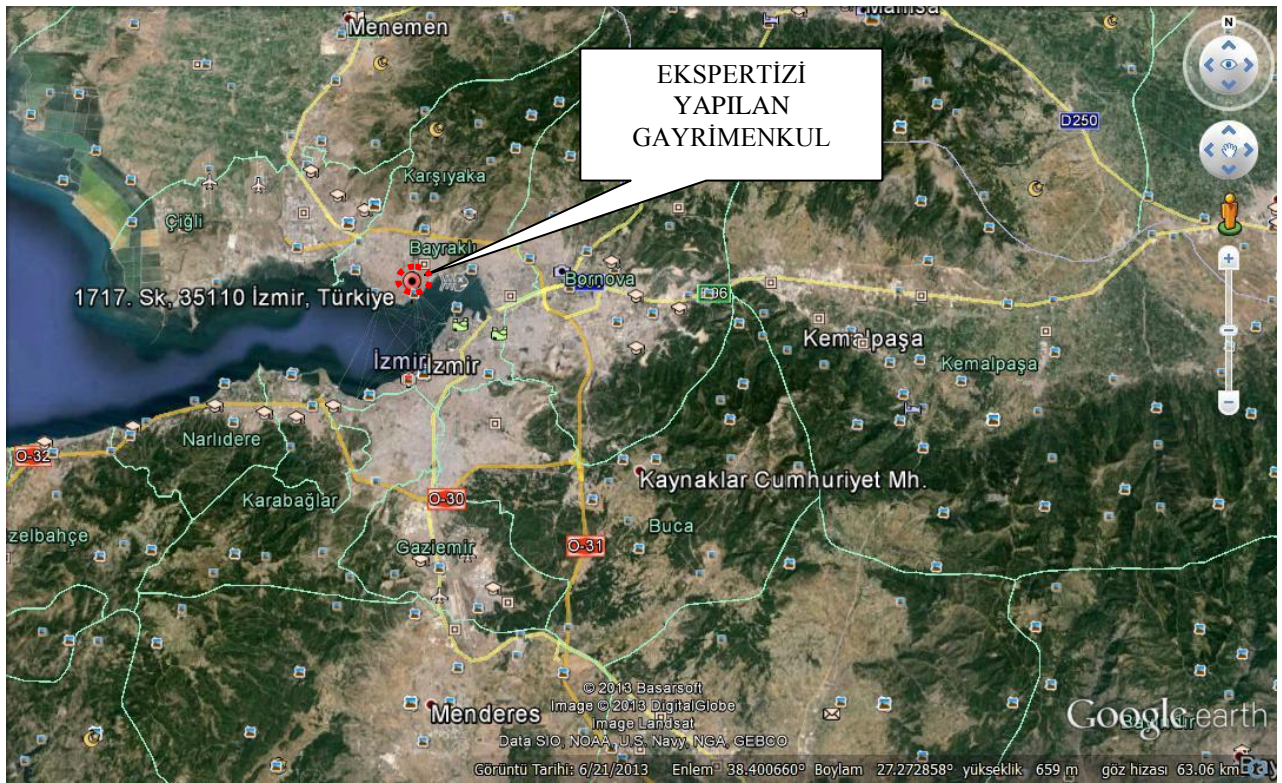 Menemen
Manisa
EKSPERTİZİ
YAPILAN
GAYRİMENKUL
N
D250
Karşıyaka
Çiğli
Bayraklı
Bornova
1717. Sk, 35110 İzmir, Türkiye
İzmir
İzmir
Kemalpaşa
Kemalpaşa
Narlıdere
O-32
Kaynaklar Cumhuriyet Mh.
Karabağlar
O-30
Buca
zelbahçe
Gaziemir
O-31
Menderes
© 2013 Basarsoft
Image © 2013 DigitalGlobe
Image Landsat
Data SIO, NOAA, U.S. Navy, NGA, GEBCO
Google earth
Görüntü Tarihi: 6/21/2013 Enlem 38.400660° Boylam 27.272858° yükseklik 659 m göz hizası 63.06 km